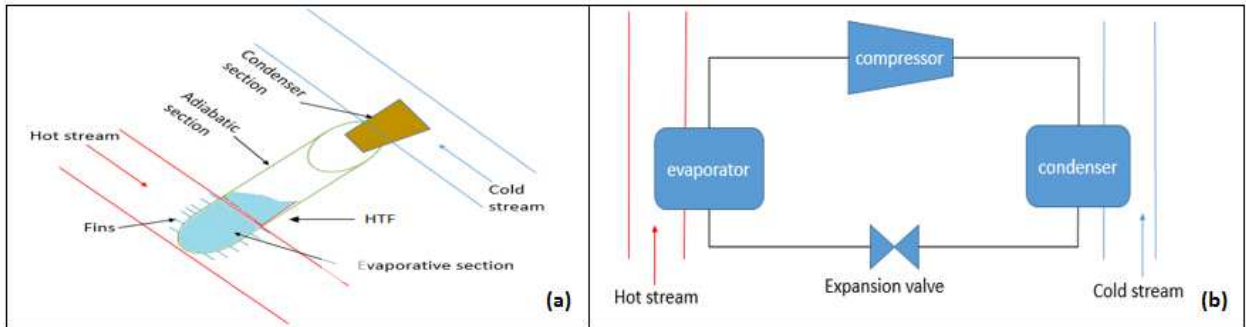 Condenser
section
Adiabatic
section
Hot stream
Cold
stream
Fins
HTF
Evaporative section
(a)
compressor
evaporator
condenser
Expansion valve
Hot stream
Cold stream
(b)